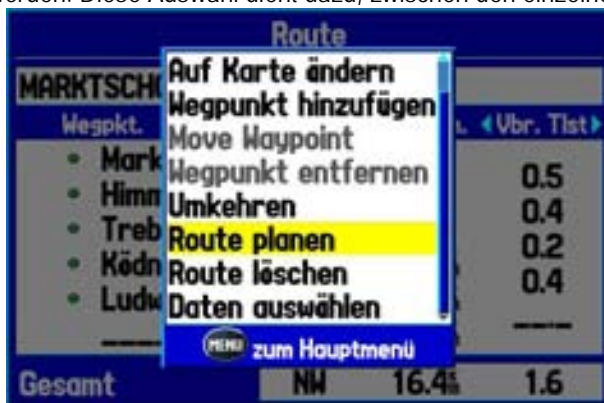 Route
Auf Karte ändern
MARKTSCH
Wegpunkt hinzufügen
Wegpkt.
Vbr. Tlst
Move Waypoint
Mark
Wegpunkt entfernen
0.5
Himm
Umkehren
0.4
Treb
Route planen
0.2
Ködn
Route löschen
0.4
Ludw
Daten auswählen
MENU zum Hauptmenü
Gesamt NW 16.4 1.6